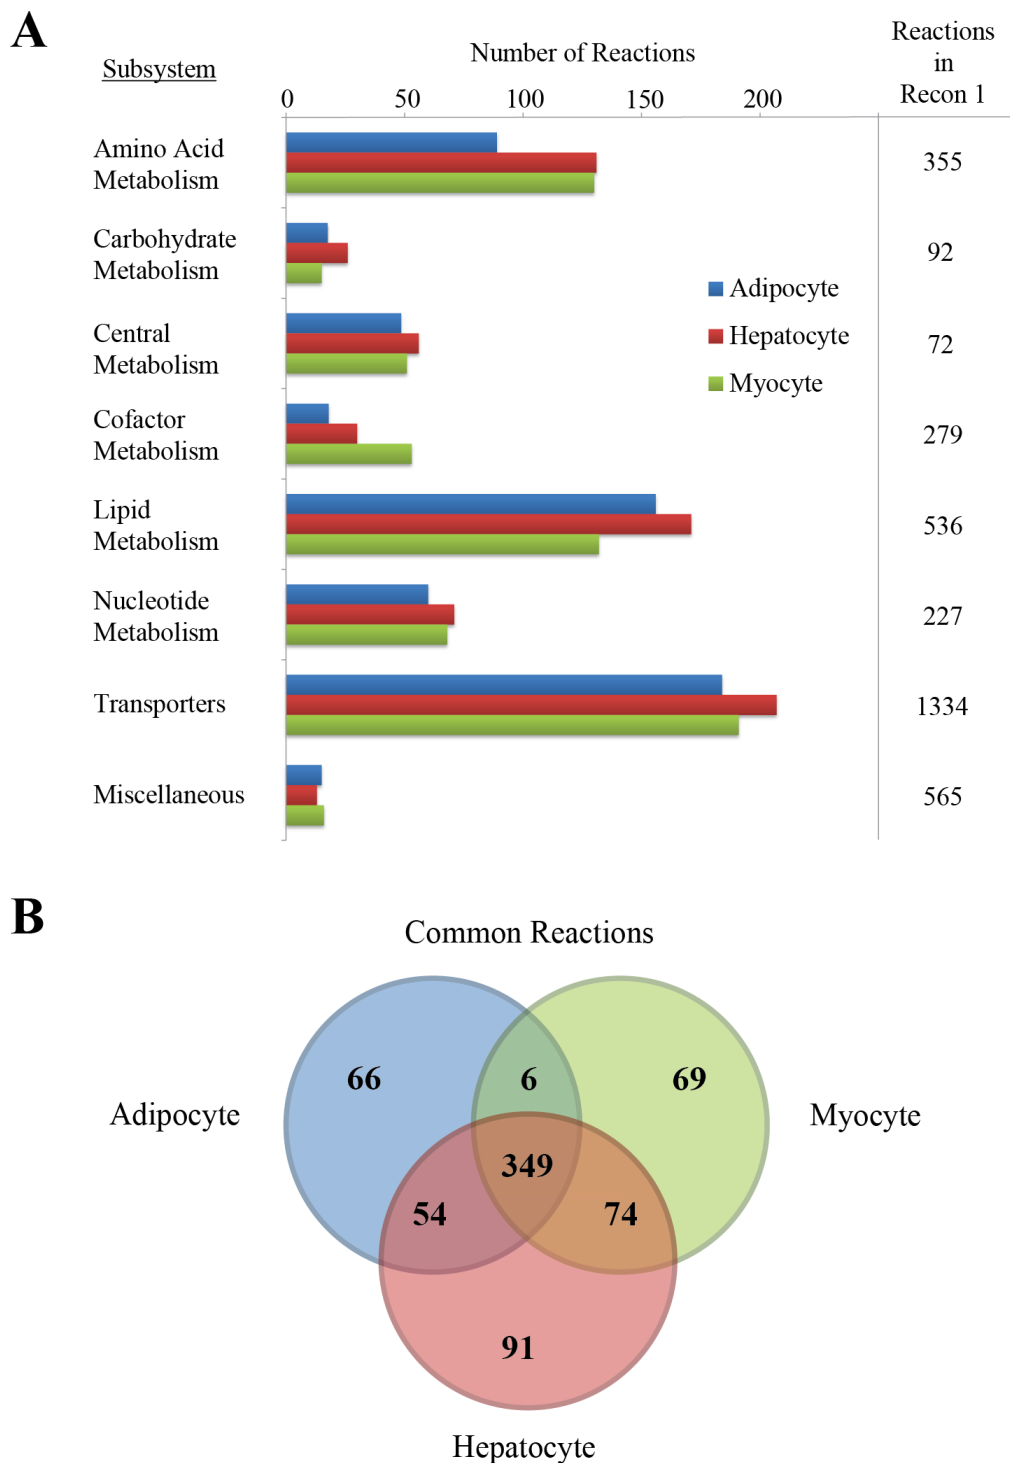 A
Subsystem
Number of Reactions
Reactions
in
Recon 1
0 50 100 150 200
Amino Acid
Metabolism
355
Carbohydrate
Metabolism
92
Adipocyte
Hepatocyte
Myocyte
Central
Metabolism
72
Cofactor
Metabolism
279
Lipid
Metabolism
536
Nucleotide
Metabolism
227
Transporters
1334
Miscellaneous
565
B
Common Reactions
66 6 69
Adipocyte
Myocyte
349
54 74
91
Hepatocyte